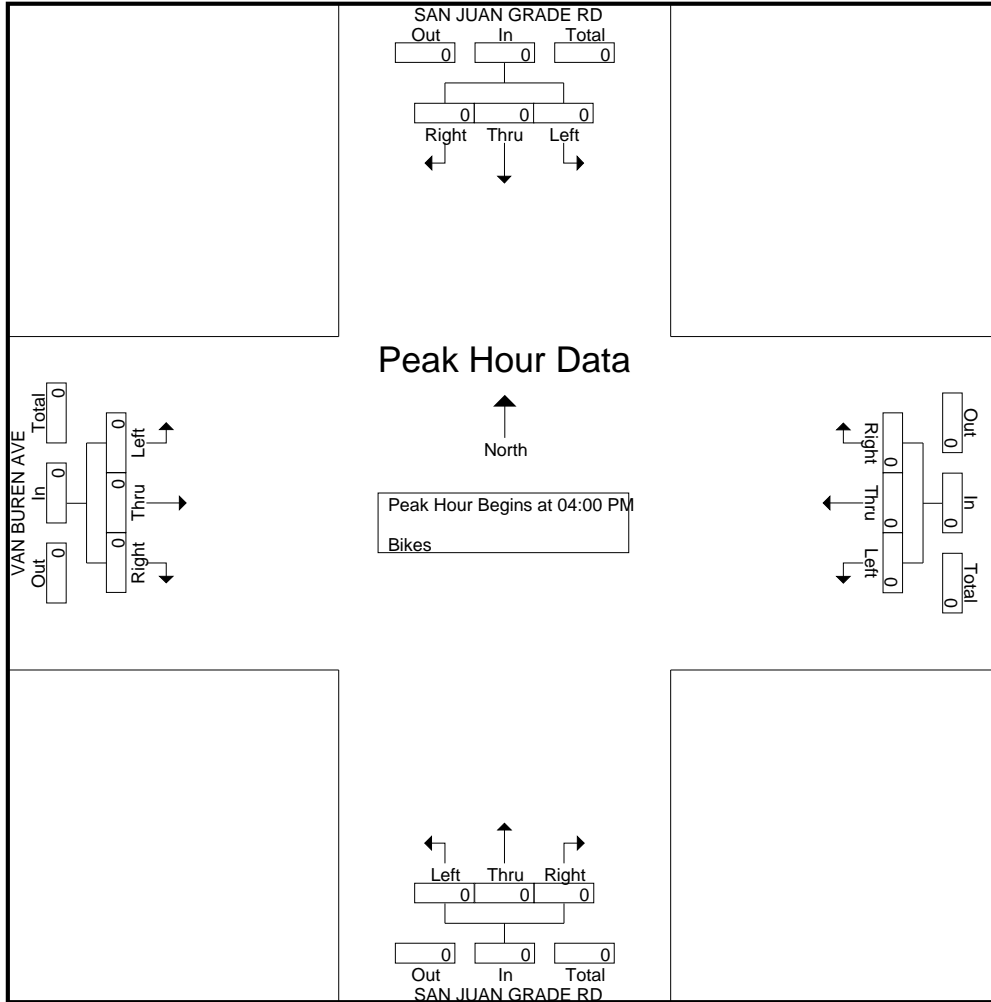 SAN JUAN GRADE RD
Out In Total
0 0 0
0 0 0
Right Thru Left
Peak Hour Data
North
Peak Hour Begins at 04:00 PM
Bikes
VAN BUREN AVE
Out In Total
0 0 0
0 0 0
Right Thru Left
Out In Total
0 0 0
0 0 0
Right Thru Left
Left Thru Right
0 0 0
0 0 0
Out In Total
SAN JUAN GRADE RD